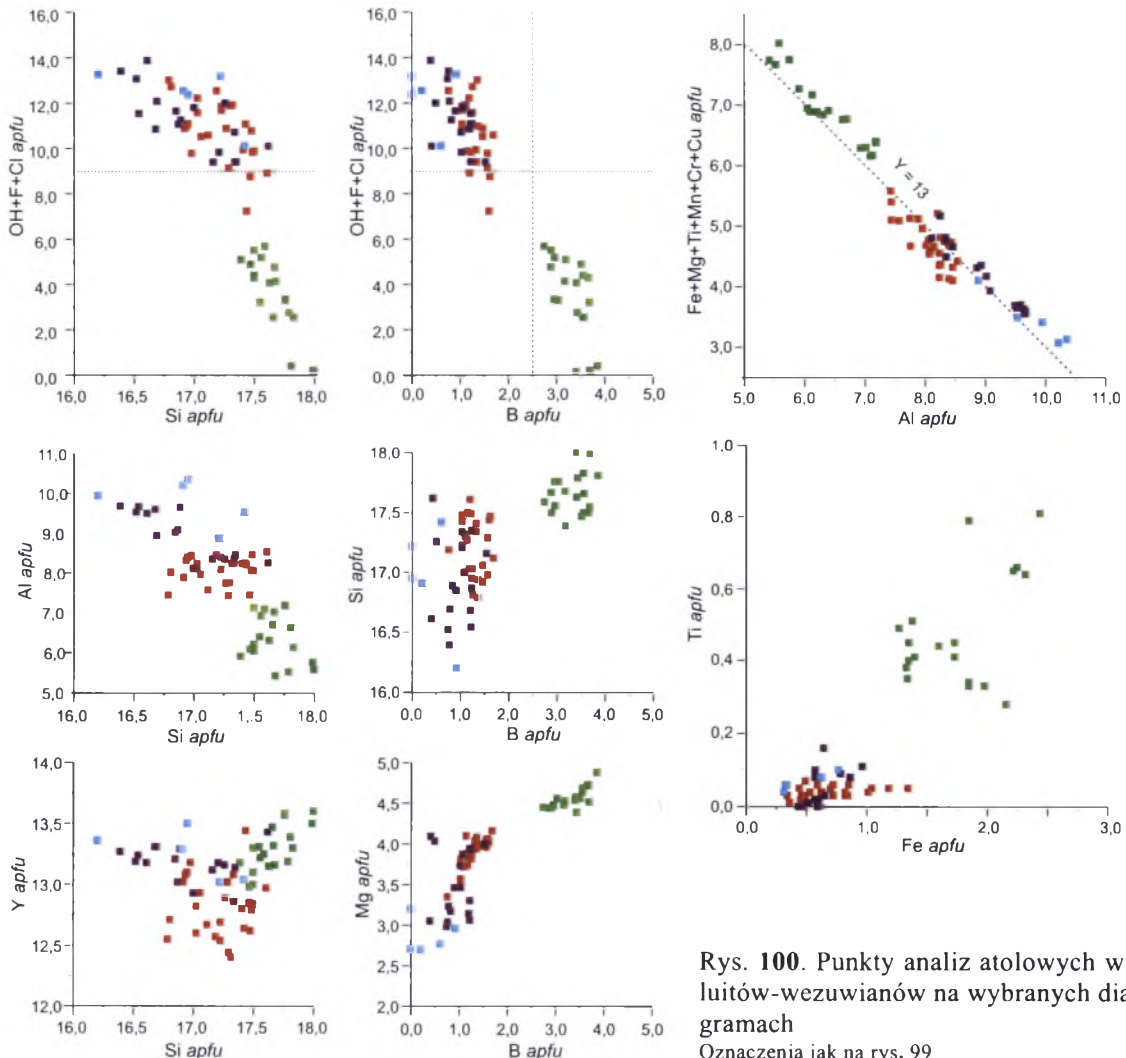 16,0
14,0
12,0
10,0
8,0
6,0
4,0
2,0
0,0
OH+F+Cl apfu
16,0 16,5 17,0 17,5 18,0
Si apfu
16,0
14,0
12,0
10,0
8,0
6,0
4,0
2,0
0,0
OH+F+Cl apfu
0,0 1,0 2,0 3,0 4,0 5,0
B apfu
8,0
7,0
6,0
5,0
4,0
3,0
Fe+Mg+Ti+Mn+Cr+Cu apfu
Y = 13
5,0 6,0 7,0 8,0 9,0 10,0 11,0
Al apfu
11,0
10,0
9,0
8,0
7,0
6,0
5,0
Al apfu
16,0 16,5 17,0 1,.5 18,0
Si apfu
18,0
17,5
17,0
16,5
16,0
Si apfu
0,0 1,0 2,0 3,0 4,0 5,0
B apfu
1,0
0,8
0,6
0,4
0,2
0,0
Ti apfu
0,0 1,0 2,0 3,0
Fe apfu
14,0
13,5
13,0
12,5
12,0
Y apfu
16,0 16,5 17,0 17,5 18,0
Si apfu
5,0
4,5
4,0
3,5
3,0
2,5
2,0
Mg apfu
0,0 1,0 2,0 3,0 4,0 5,0
B apfu
Rys. 100. Punkty analiz atolowych wi
luitów-wezuwianów na wybranych dia
gramach
Oznaczenia jak na rys. 99